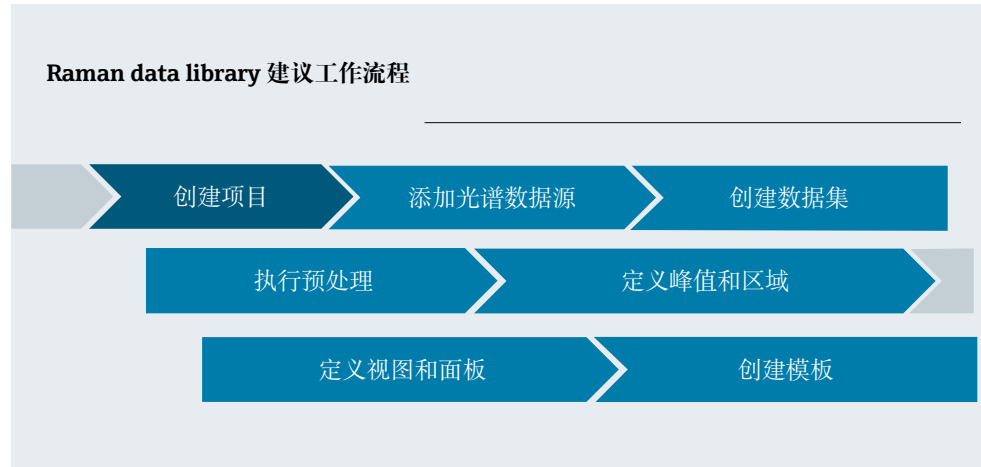 Raman data library 建议工作流程
创建项目
添加光谱数据源
创建数据集
执行预处理
定义峰值和区域
定义视图和面板
创建模板